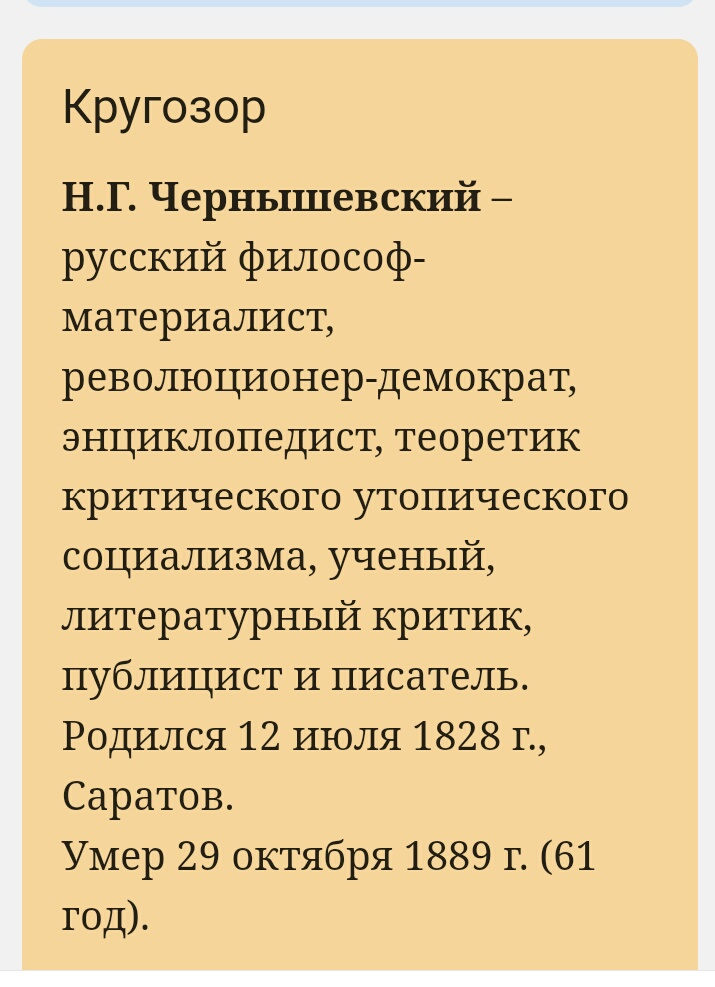 Кругозор
Н.Г. Чернышевский –
русский философ-
материалист,
революционер-демократ,
энциклопедист, теоретик
критического утопического
социализма, ученый,
литературный критик,
публицист и писатель.
Родился 12 июля 1828 г.,
Саратов.
Умер 29 октября 1889 г. (61
год).